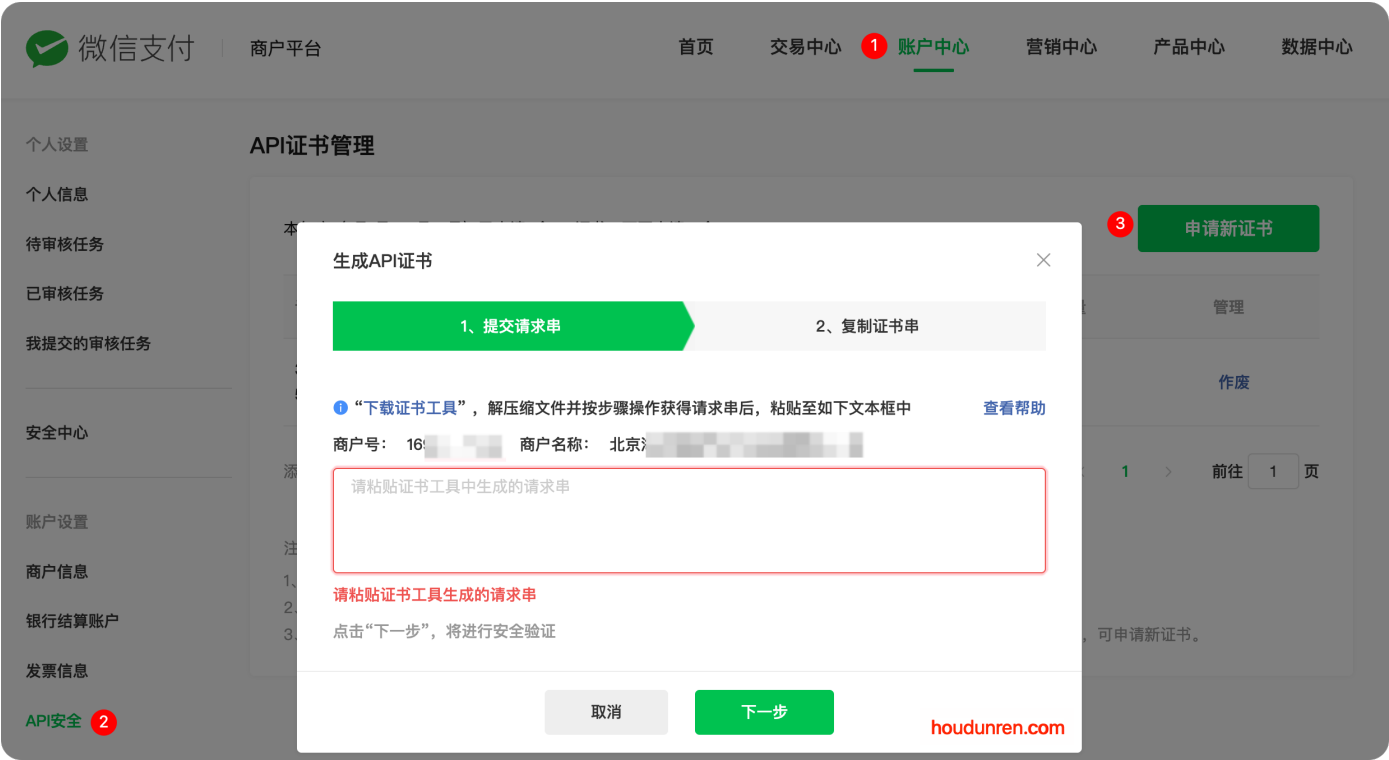 微信支付 商户平台 首页 交易中心 1 账户中心 营销中心 产品中心 数据中心
个人设置
个人信息
待审核任务
已审核任务
我提交的审核任务
安全中心
账户设置
商户信息
银行结算账户
发票信息
API安全 2
API证书管理
3 申请新证书
管理
作废
1 前往 1 页
生成API证书
1、提交请求串 2、复制证书串
“下载证书工具”，解压缩文件并按步骤操作获得请求串后，粘贴至如下文本框中 查看帮助
商户号： 16 商户名称： 北京
请粘贴证书工具中生成的请求串
请粘贴证书工具生成的请求串
点击“下一步”，将进行安全验证
取消 下一步
houdunren.com
本
添
注
1、
2.
3.
，可申请新证书。